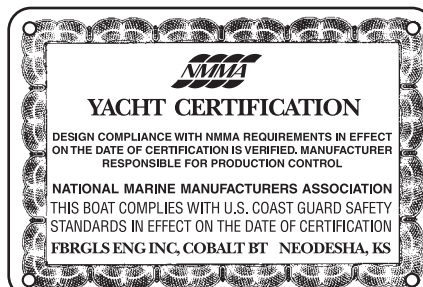 NMMA
YACHT CERTIFICATION
DESIGN COMPLIANCE WITH NMMA REQUIREMENTS IN EFFECT
ON THE DATE OF CERTIFICATION IS VERIFIED. MANUFACTURER
RESPONSIBLE FOR PRODUCTION CONTROL
NATIONAL MARINE MANUFACTURERS ASSOCIATION
THIS BOAT COMPLIES WITH U.S. COAST GUARD SAFETY
STANDARDS IN EFFECT ON THE DATE OF CERTIFICATION
FBRGLS ENG INC, COBALT BT NEODESHA, KS